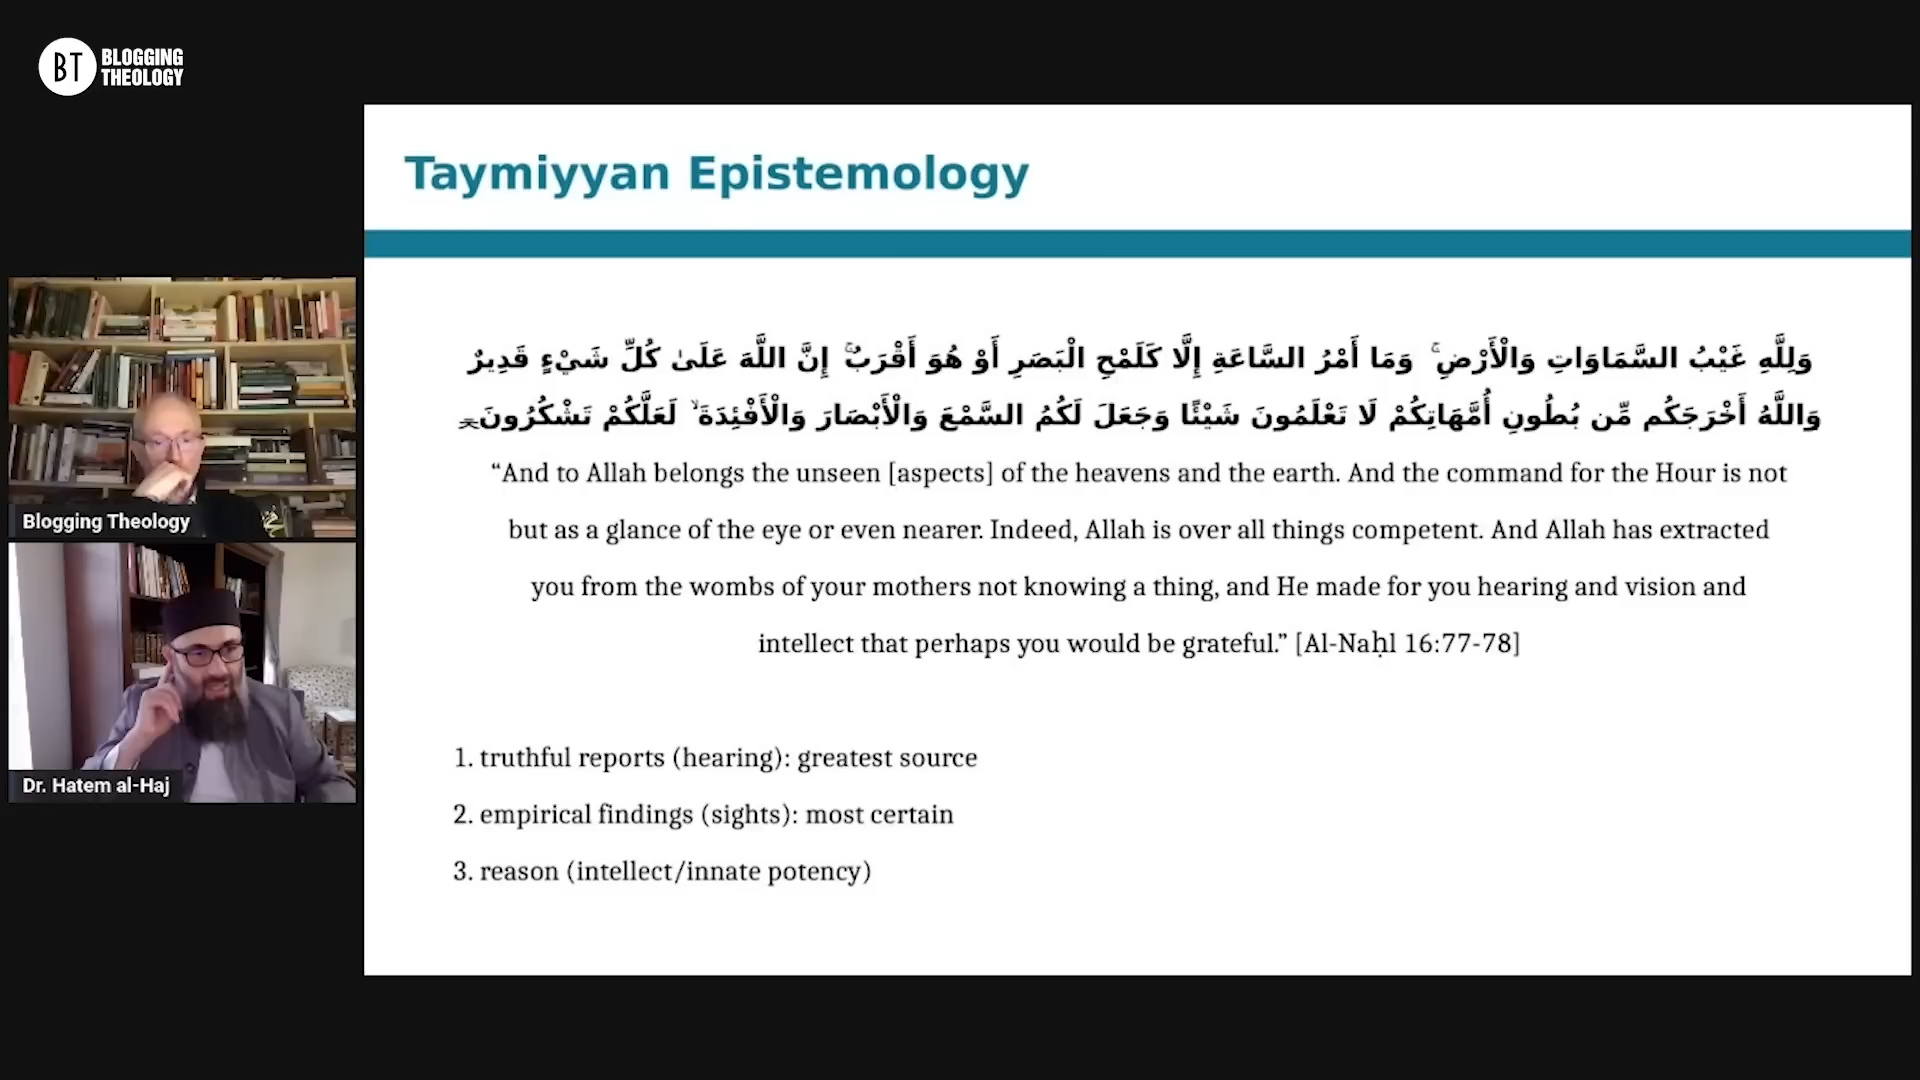 BT
BLOGGING
THEOLOGY
Taymiyyan Epistemology
وَلِلَّهِ غَيْبُ السَّمَاوَاتِ وَالْأَرْضِ ۚ وَمَا أَمْرُ السَّاعَةِ إِلَّا كَلَمْحِ الْبَصَرِ أَوْ هُوَ أَقْرَبُ ۚ إِنَّ اللَّهَ عَلَىٰ كُلِّ شَيْءٍ قَدِيرٌ
وَاللَّهُ أَخْرَجَكُم مِّن بُطُونِ أُمَّهَاتِكُمْ لَا تَعْلَمُونَ شَيْئًا وَجَعَلَ لَكُمُ السَّمْعَ وَالْأَبْصَارَ وَالْأَفْئِدَةَ ۙ لَعَلَّكُمْ تَشْكُرُونَ
“And to Allah belongs the unseen [aspects] of the heavens and the earth. And the command for the Hour is not
but as a glance of the eye or even nearer. Indeed, Allah is over all things competent. And Allah has extracted
you from the wombs of your mothers not knowing a thing, and He made for you hearing and vision and
intellect that perhaps you would be grateful.” [Al-Naḥl 16:77-78]
1. truthful reports (hearing): greatest source
2. empirical findings (sights): most certain
3. reason (intellect/innate potency)
Blogging Theology
Dr. Hatem al-Haj